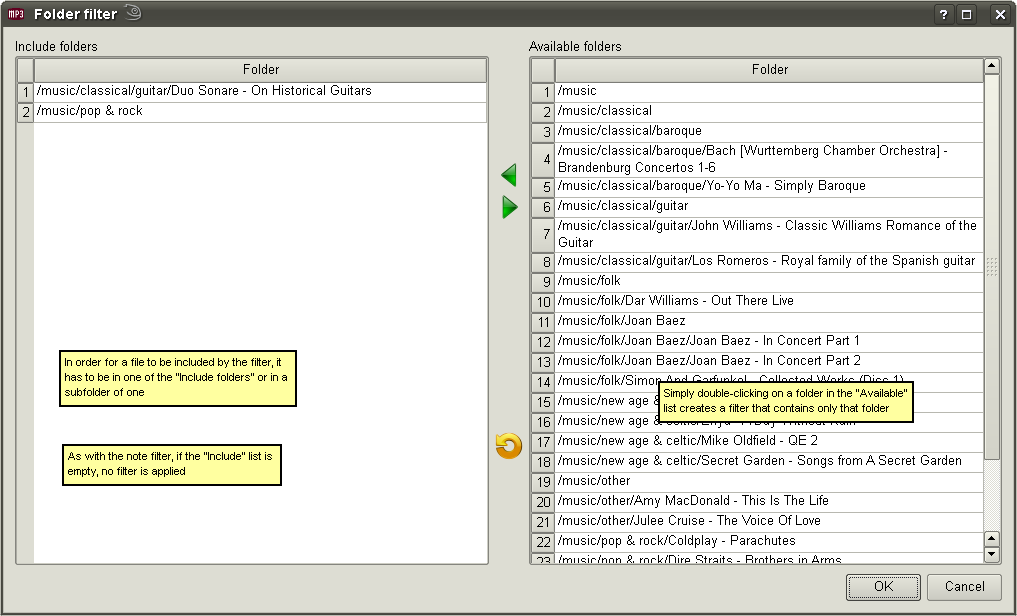 MP3 Folder filter
?
Include folders
Folder
1 /music/classical/guitar/Duo Sonare - On Historical Guitars
2 /music/pop & rock
In order for a file to be included by the filter, it
has to be in one of the "Include folders" or in a
subfolder of one
As with the note filter, if the "Include" list is
empty, no filter is applied
Available folders
Folder
1 /music
2 /music/classical
3 /music/classical/baroque
4 /music/classical/baroque/Bach [Wurttemberg Chamber Orchestra] -
Brandenburg Concertos 1-6
5 /music/classical/baroque/Yo-Yo Ma - Simply Baroque
6 /music/classical/guitar
7 /music/classical/guitar/John Williams - Classic Williams Romance of the
Guitar
8 /music/classical/guitar/Los Romeros - Royal family of the Spanish guitar
9 /music/folk
10 /music/folk/Dar Williams - Out There Live
11 /music/folk/Joan Baez
12 /music/folk/Joan Baez/Joan Baez - In Concert Part 1
13 /music/folk/Joan Baez/Joan Baez - In Concert Part 2
14 /music/folk/Simon And Garfunkel - Collected Works (Disc 1)
Simply double-clicking on a folder in the "Available"
list creates a filter that contains only that folder
15 /music/new age &
16 /music/new age &
17 /music/new age & celtic/Mike Oldfield - QE 2
18 /music/new age & celtic/Secret Garden - Songs from A Secret Garden
19 /music/other
20 /music/other/Amy MacDonald - This Is The Life
21 /music/other/Julee Cruise - The Voice Of Love
22 /music/pop & rock/Coldplay - Parachutes
23 /music/pop & rock/Dire Straits - Brothers in Arms
OK
Cancel